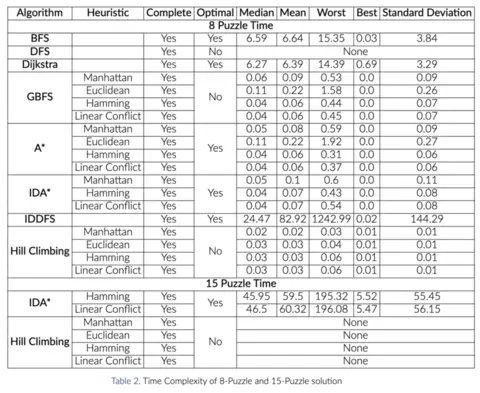 Algorithm Heuristic Complete Optimal Median Mean Worst Best Standard Deviation
8 Puzzle Time
BFS Yes Yes 6.59 6.64 15.35 0.03 3.84
DFS Yes No None
Dijkstra Yes Yes 6.27 6.39 14.39 0.69 3.29
GBFS Manhattan Yes No 0.06 0.09 0.53 0.0 0.09
Euclidean Yes 0.11 0.22 1.58 0.0 0.26
Hamming Yes 0.04 0.06 0.44 0.0 0.07
Linear Conflict Yes 0.04 0.06 0.45 0.0 0.07
A* Manhattan Yes Yes 0.05 0.08 0.59 0.0 0.09
Euclidean Yes 0.11 0.22 1.92 0.0 0.27
Hamming Yes 0.04 0.06 0.31 0.0 0.06
Linear Conflict Yes 0.04 0.06 0.37 0.0 0.06
IDA* Manhattan Yes Yes 0.05 0.1 0.6 0.0 0.11
Hamming Yes 0.04 0.07 0.43 0.0 0.08
Linear Conflict Yes 0.04 0.07 0.54 0.0 0.08
IDDFS Yes Yes 24.47 82.92 1242.99 0.02 144.29
Hill Climbing Manhattan Yes No 0.02 0.02 0.03 0.01 0.01
Euclidean Yes 0.03 0.03 0.04 0.01 0.01
Hamming Yes 0.03 0.03 0.06 0.01 0.01
Linear Conflict Yes 0.03 0.03 0.06 0.01 0.01
15 Puzzle Time
IDA* Hamming Yes Yes 45.95 59.5 195.32 5.52 55.45
Linear Conflict Yes 46.5 60.32 196.08 5.47 56.15
Hill Climbing Manhattan Yes No None
Euclidean Yes None
Hamming Yes None
Linear Conflict Yes None
Table 2. Time Complexity of 8-Puzzle and 15-Puzzle solution